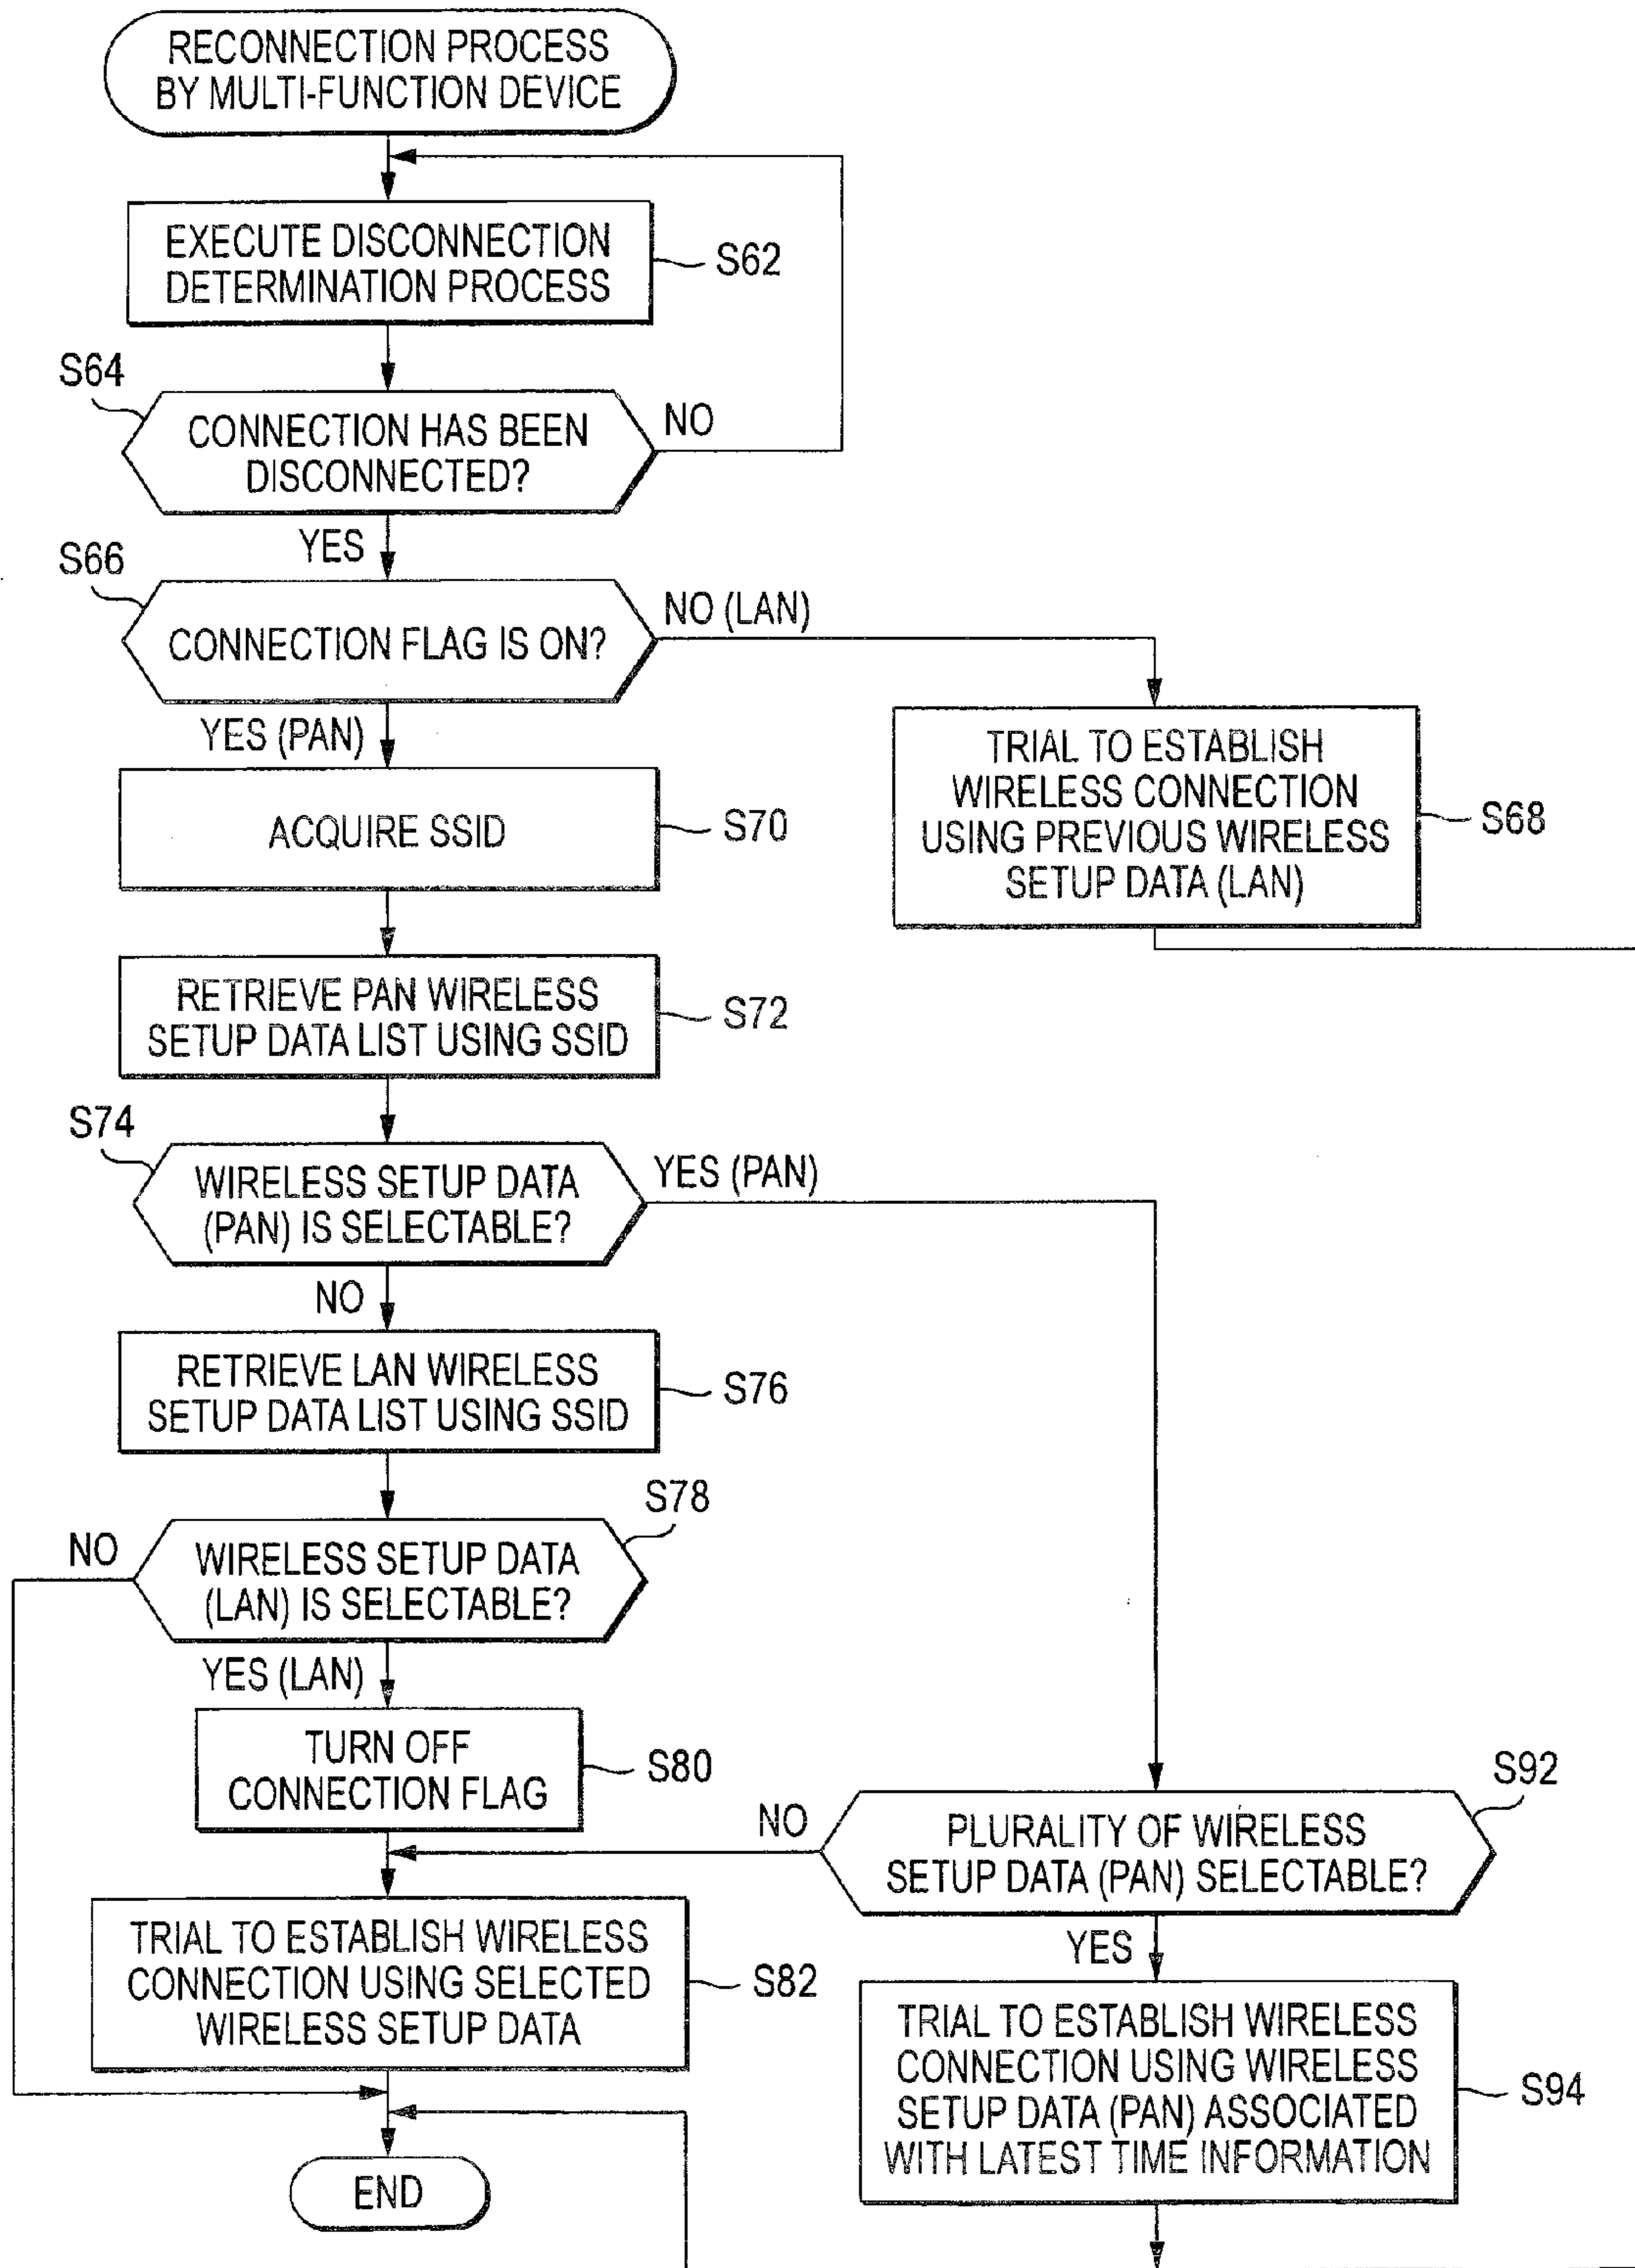 RECONNECTION PROCESS
BY MULTI-FUNCTION DEVICE
EXECUTE DISCONNECTION
DETERMINATION PROCESS
S62
S64
CONNECTION HAS BEEN
DISCONNECTED?
NO
YES
S66
CONNECTION FLAG IS ON?
NO (LAN)
YES (PAN)
TRIAL TO ESTABLISH
WIRELESS CONNECTION
USING PREVIOUS WIRELESS
SETUP DATA (LAN)
S68
ACQUIRE SSID
S70
RETRIEVE PAN WIRELESS
SETUP DATA LIST USING SSID
S72
S74
WIRELESS SETUP DATA
(PAN) IS SELECTABLE?
YES (PAN)
NO
RETRIEVE LAN WIRELESS
SETUP DATA LIST USING SSID
S76
S78
NO
WIRELESS SETUP DATA
(LAN) IS SELECTABLE?
YES (LAN)
TURN OFF
CONNECTION FLAG
S80
S92
NO
PLURALITY OF WIRELESS
SETUP DATA (PAN) SELECTABLE?
YES
TRIAL TO ESTABLISH WIRELESS
CONNECTION USING SELECTED
WIRELESS SETUP DATA
S82
TRIAL TO ESTABLISH WIRELESS
CONNECTION USING WIRELESS
SETUP DATA (PAN) ASSOCIATED
WITH LATEST TIME INFORMATION
S94
END